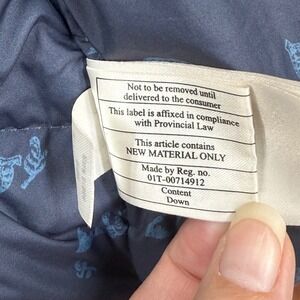 Not to be removed until
delivered to the consumer
This label is affixed in compliance
with Provincial Law
This article contains
NEW MATERIAL ONLY
Made by Reg. no.
01T-00714912
Content
Down